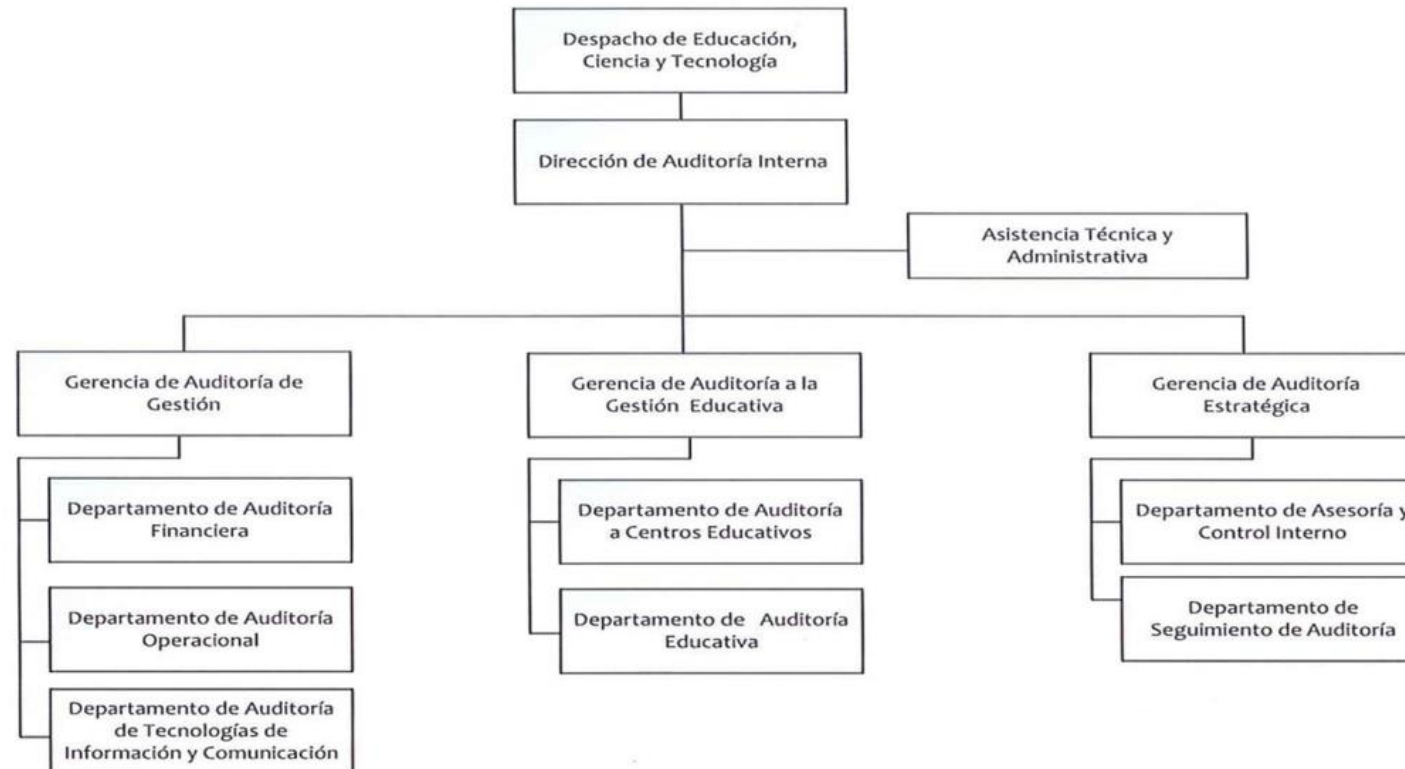 Despacho de Educación,
Ciencia y Tecnología
Dirección de Auditoría Interna
Asistencia Técnica y
Administrativa
Gerencia de Auditoría de
Gestión
Gerencia de Auditoría a la
Gestión Educativa
Gerencia de Auditoría
Estratégica
Departamento de Auditoría
Financiera
Departamento de Auditoría
a Centros Educativos
Departamento de Asesoría y
Control Interno
Departamento de Auditoría
Operacional
Departamento de Auditoría
Educativa
Departamento de
Seguimiento de Auditoría
Departamento de Auditoría
de Tecnologías de
Información y Comunicación